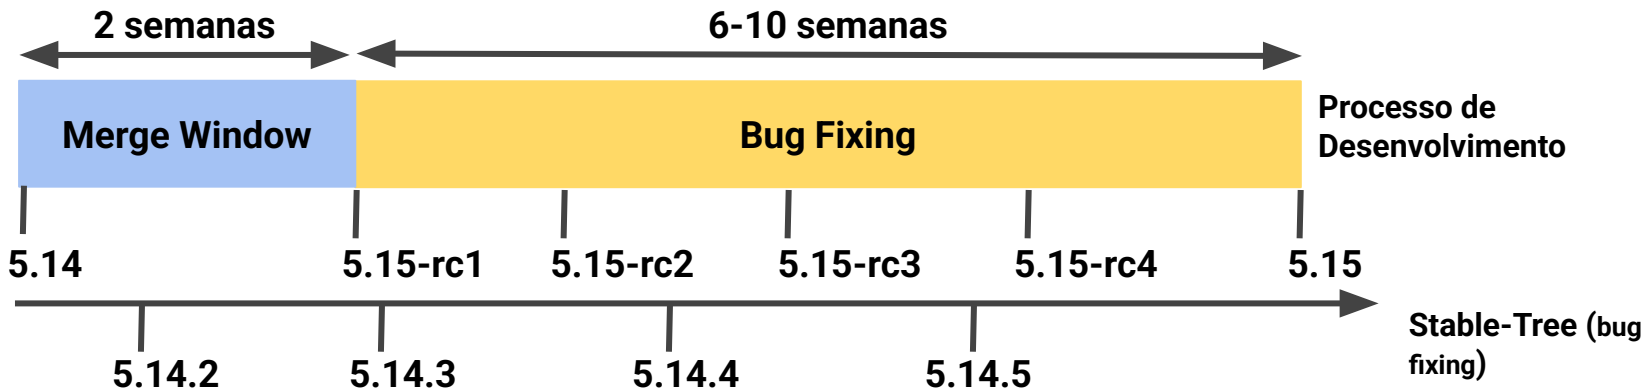 2 semanas
6-10 semanas
Merge Window
Bug Fixing
Processo de
Desenvolvimento
5.14
5.15-rc1
5.15-rc2
5.15-rc3
5.15-rc4
5.15
Stable-Tree (bug
fixing)
5.14.2
5.14.3
5.14.4
5.14.5